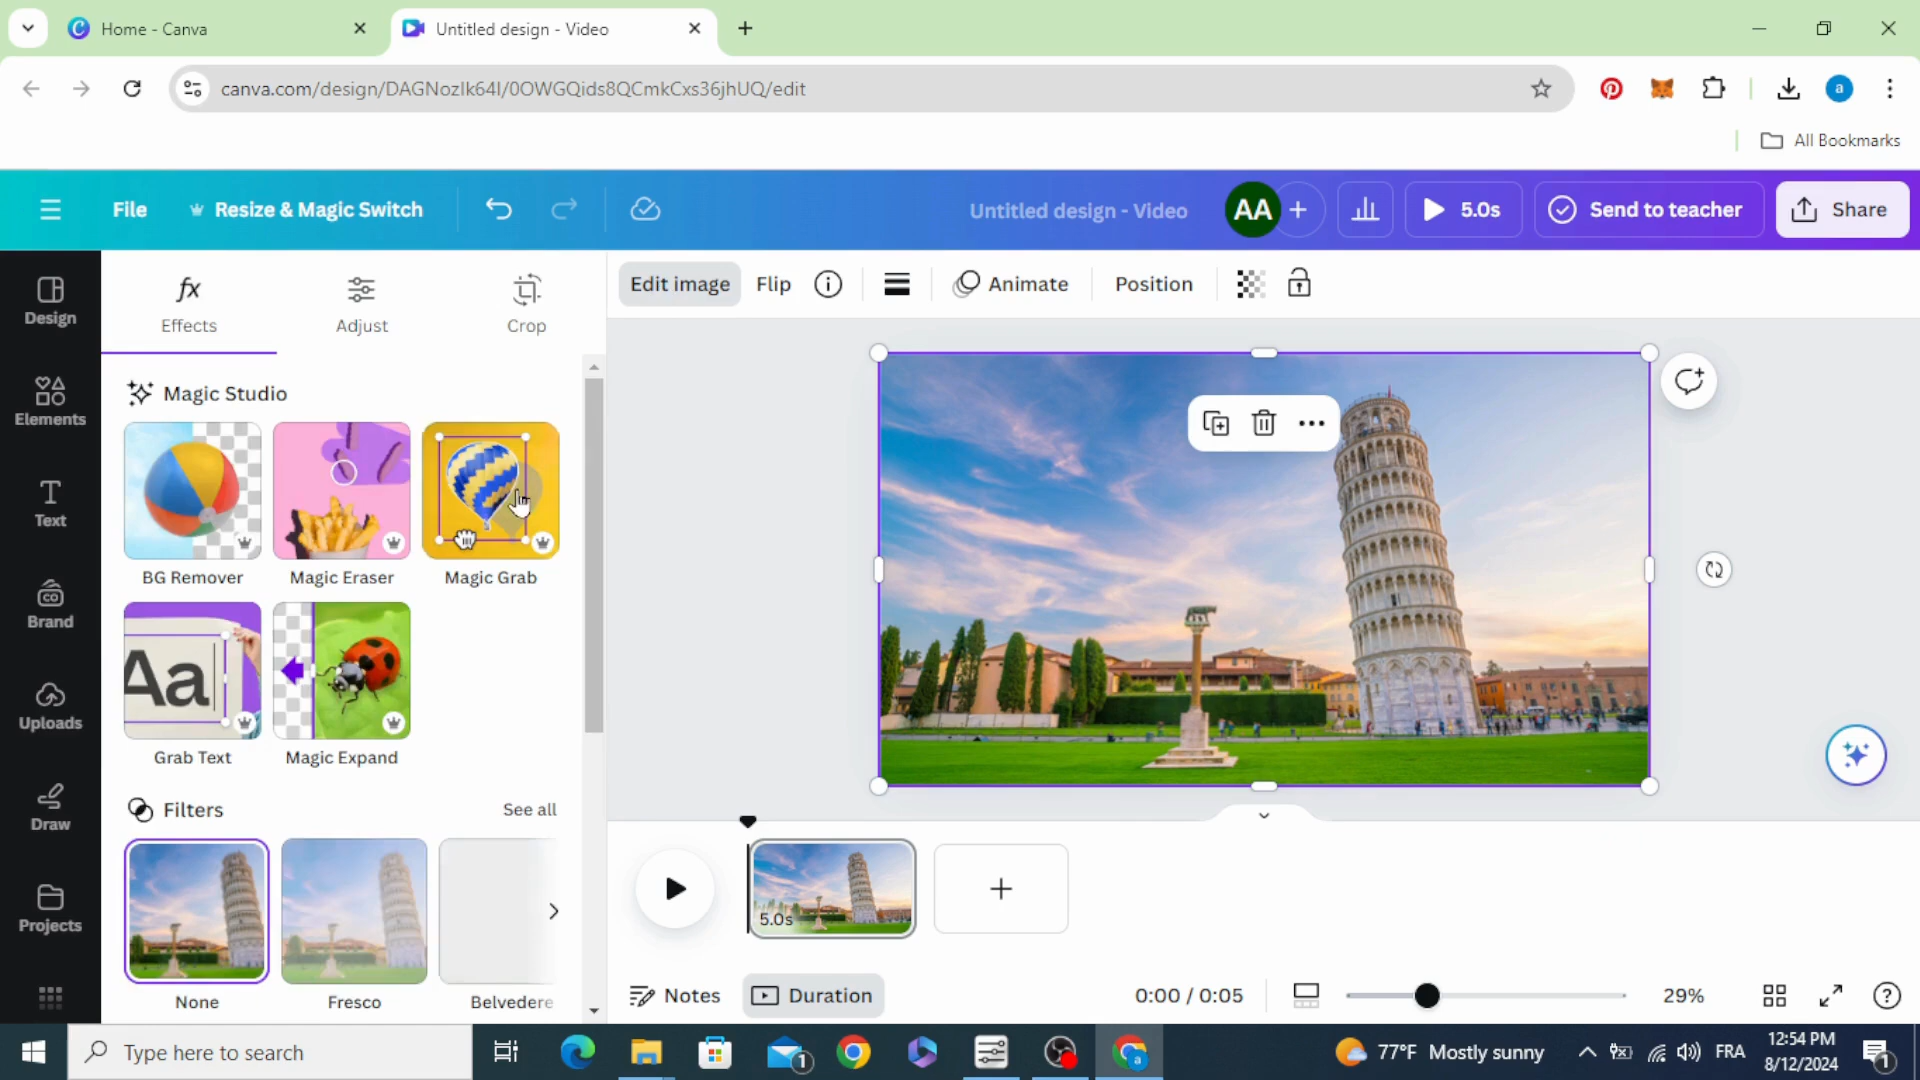 Home - Canva
Untitled design - Video
canva.com/design/DAGNozlk64I/0OWGQids8QCmkCxs36jhUQ/edit
a
All Bookmarks
File
Resize & Magic Switch
Untitled design - Video
AA
5.0s
Send to teacher
Share
Design
Elements
Text
Brand
Uploads
Draw
Projects
fx
Effects
Adjust
Crop
Edit image
Flip
Animate
Position
Magic Studio
BG Remover
Magic Eraser
Magic Grab
Aa
Grab Text
Magic Expand
Filters
See all
None
Fresco
Belvedere
5.0s
Notes
Duration
0:00 / 0:05
29%
Type here to search
1
a
77°F Mostly sunny
FRA
12:54 PM
8/12/2024
1